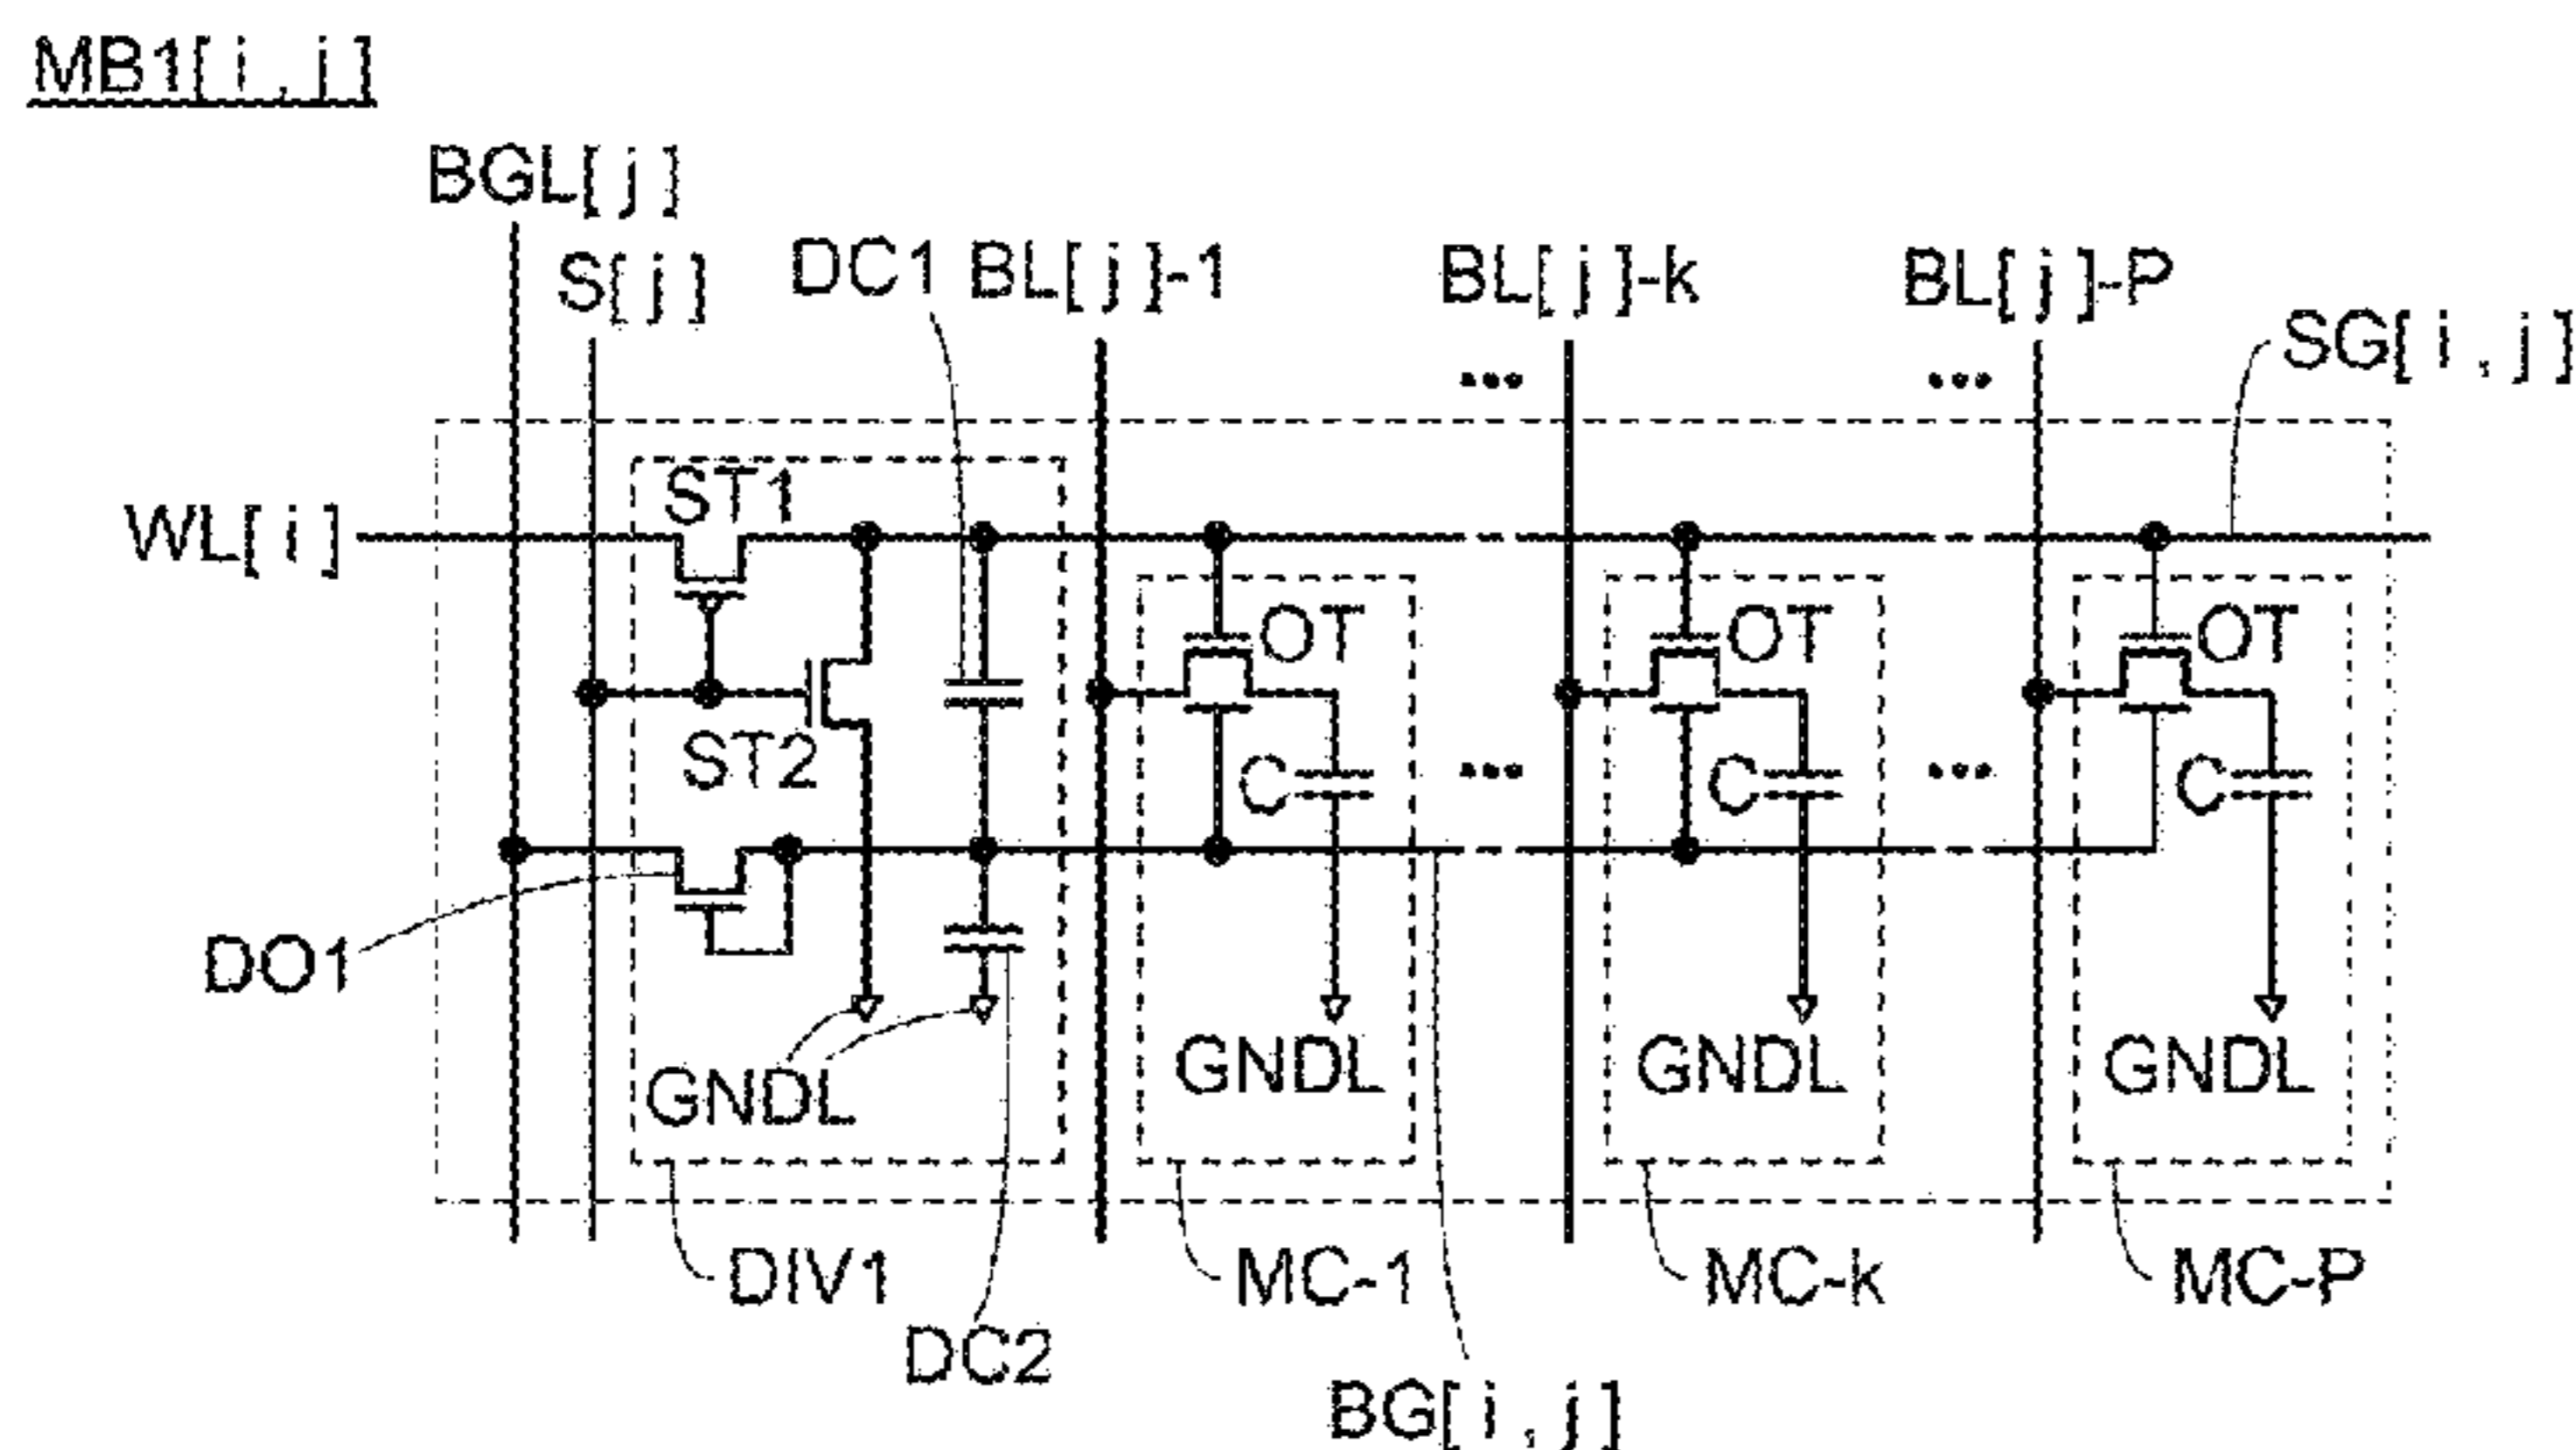 MB1[ i , j ]
BGL[ j ]
S[ j ]
DC1
BL[ j ]-1
BL[ j ]-k
BL[ j ]-P
SG[ i , j ]
...
...
WL[ i ]
ST1
OT
OT
OT
ST2
C
...
C
...
C
DO1
GNDL
GNDL
GNDL
GNDL
DIV1
MC-1
MC-k
MC-P
DC2
BG[ i , j ]